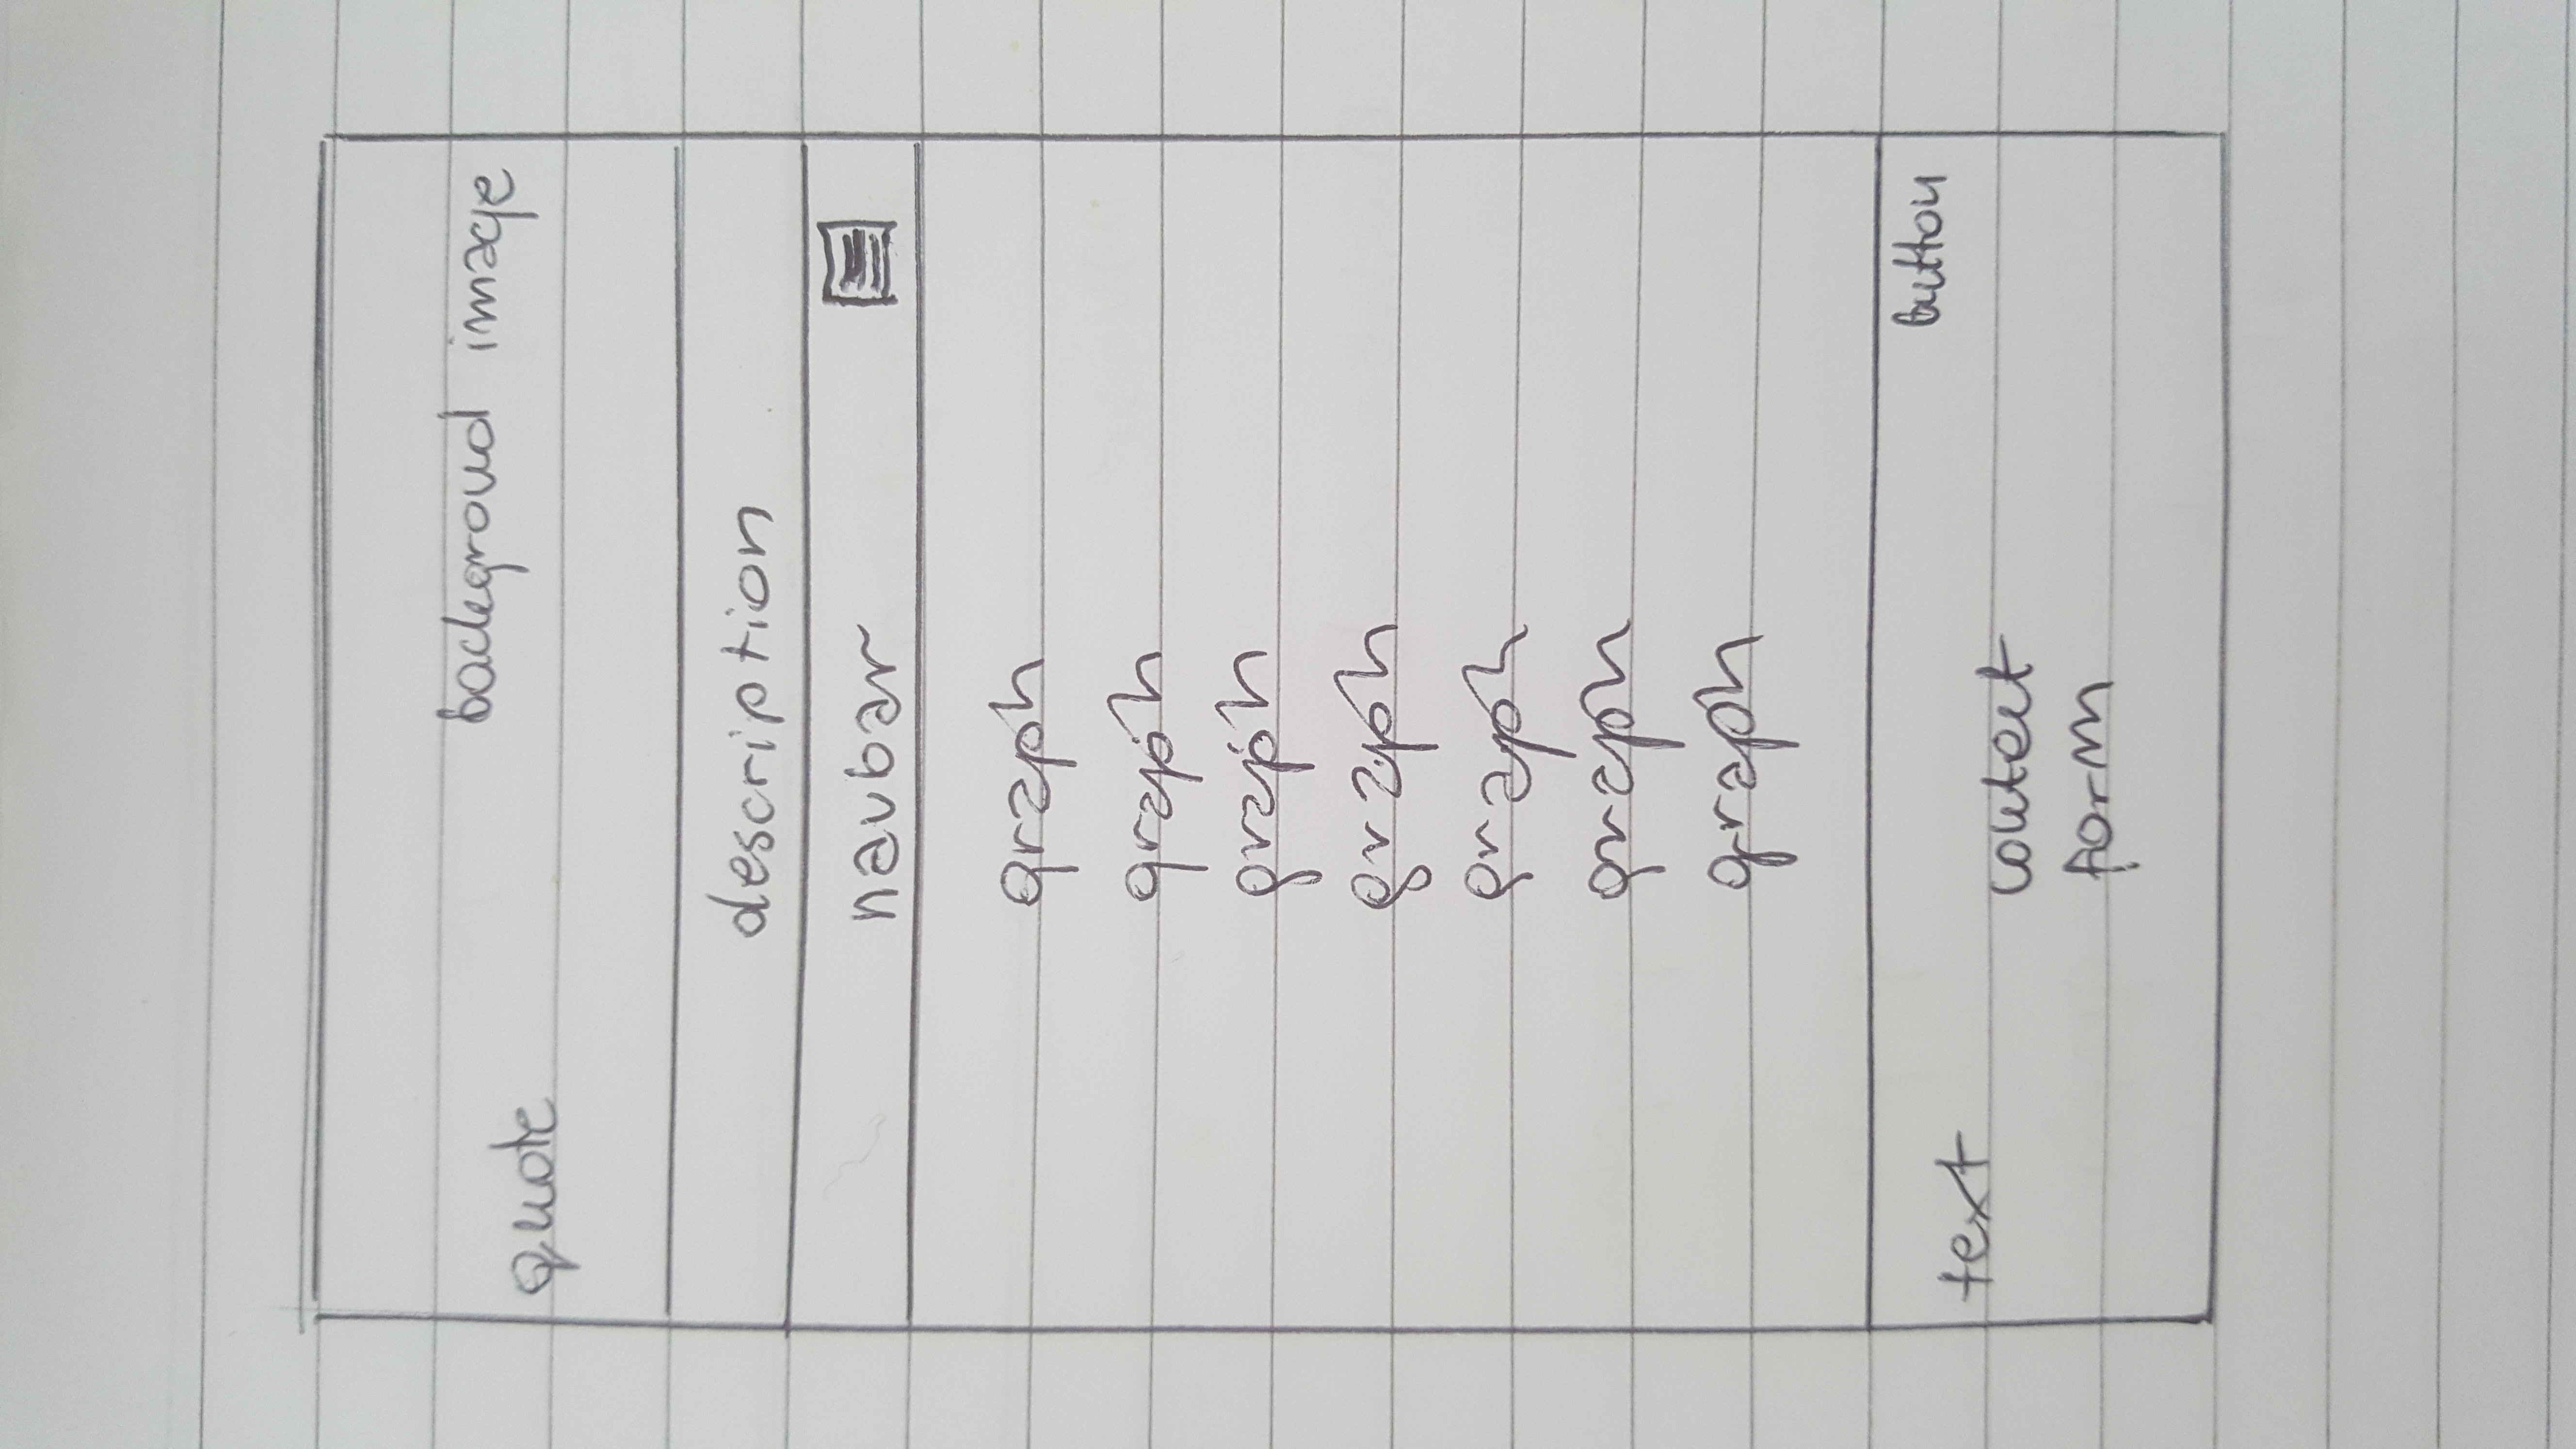 backgroud image
quote
description
navbar
graph
graph
graph
graph
graph
graph
graph
button
text
contact
form